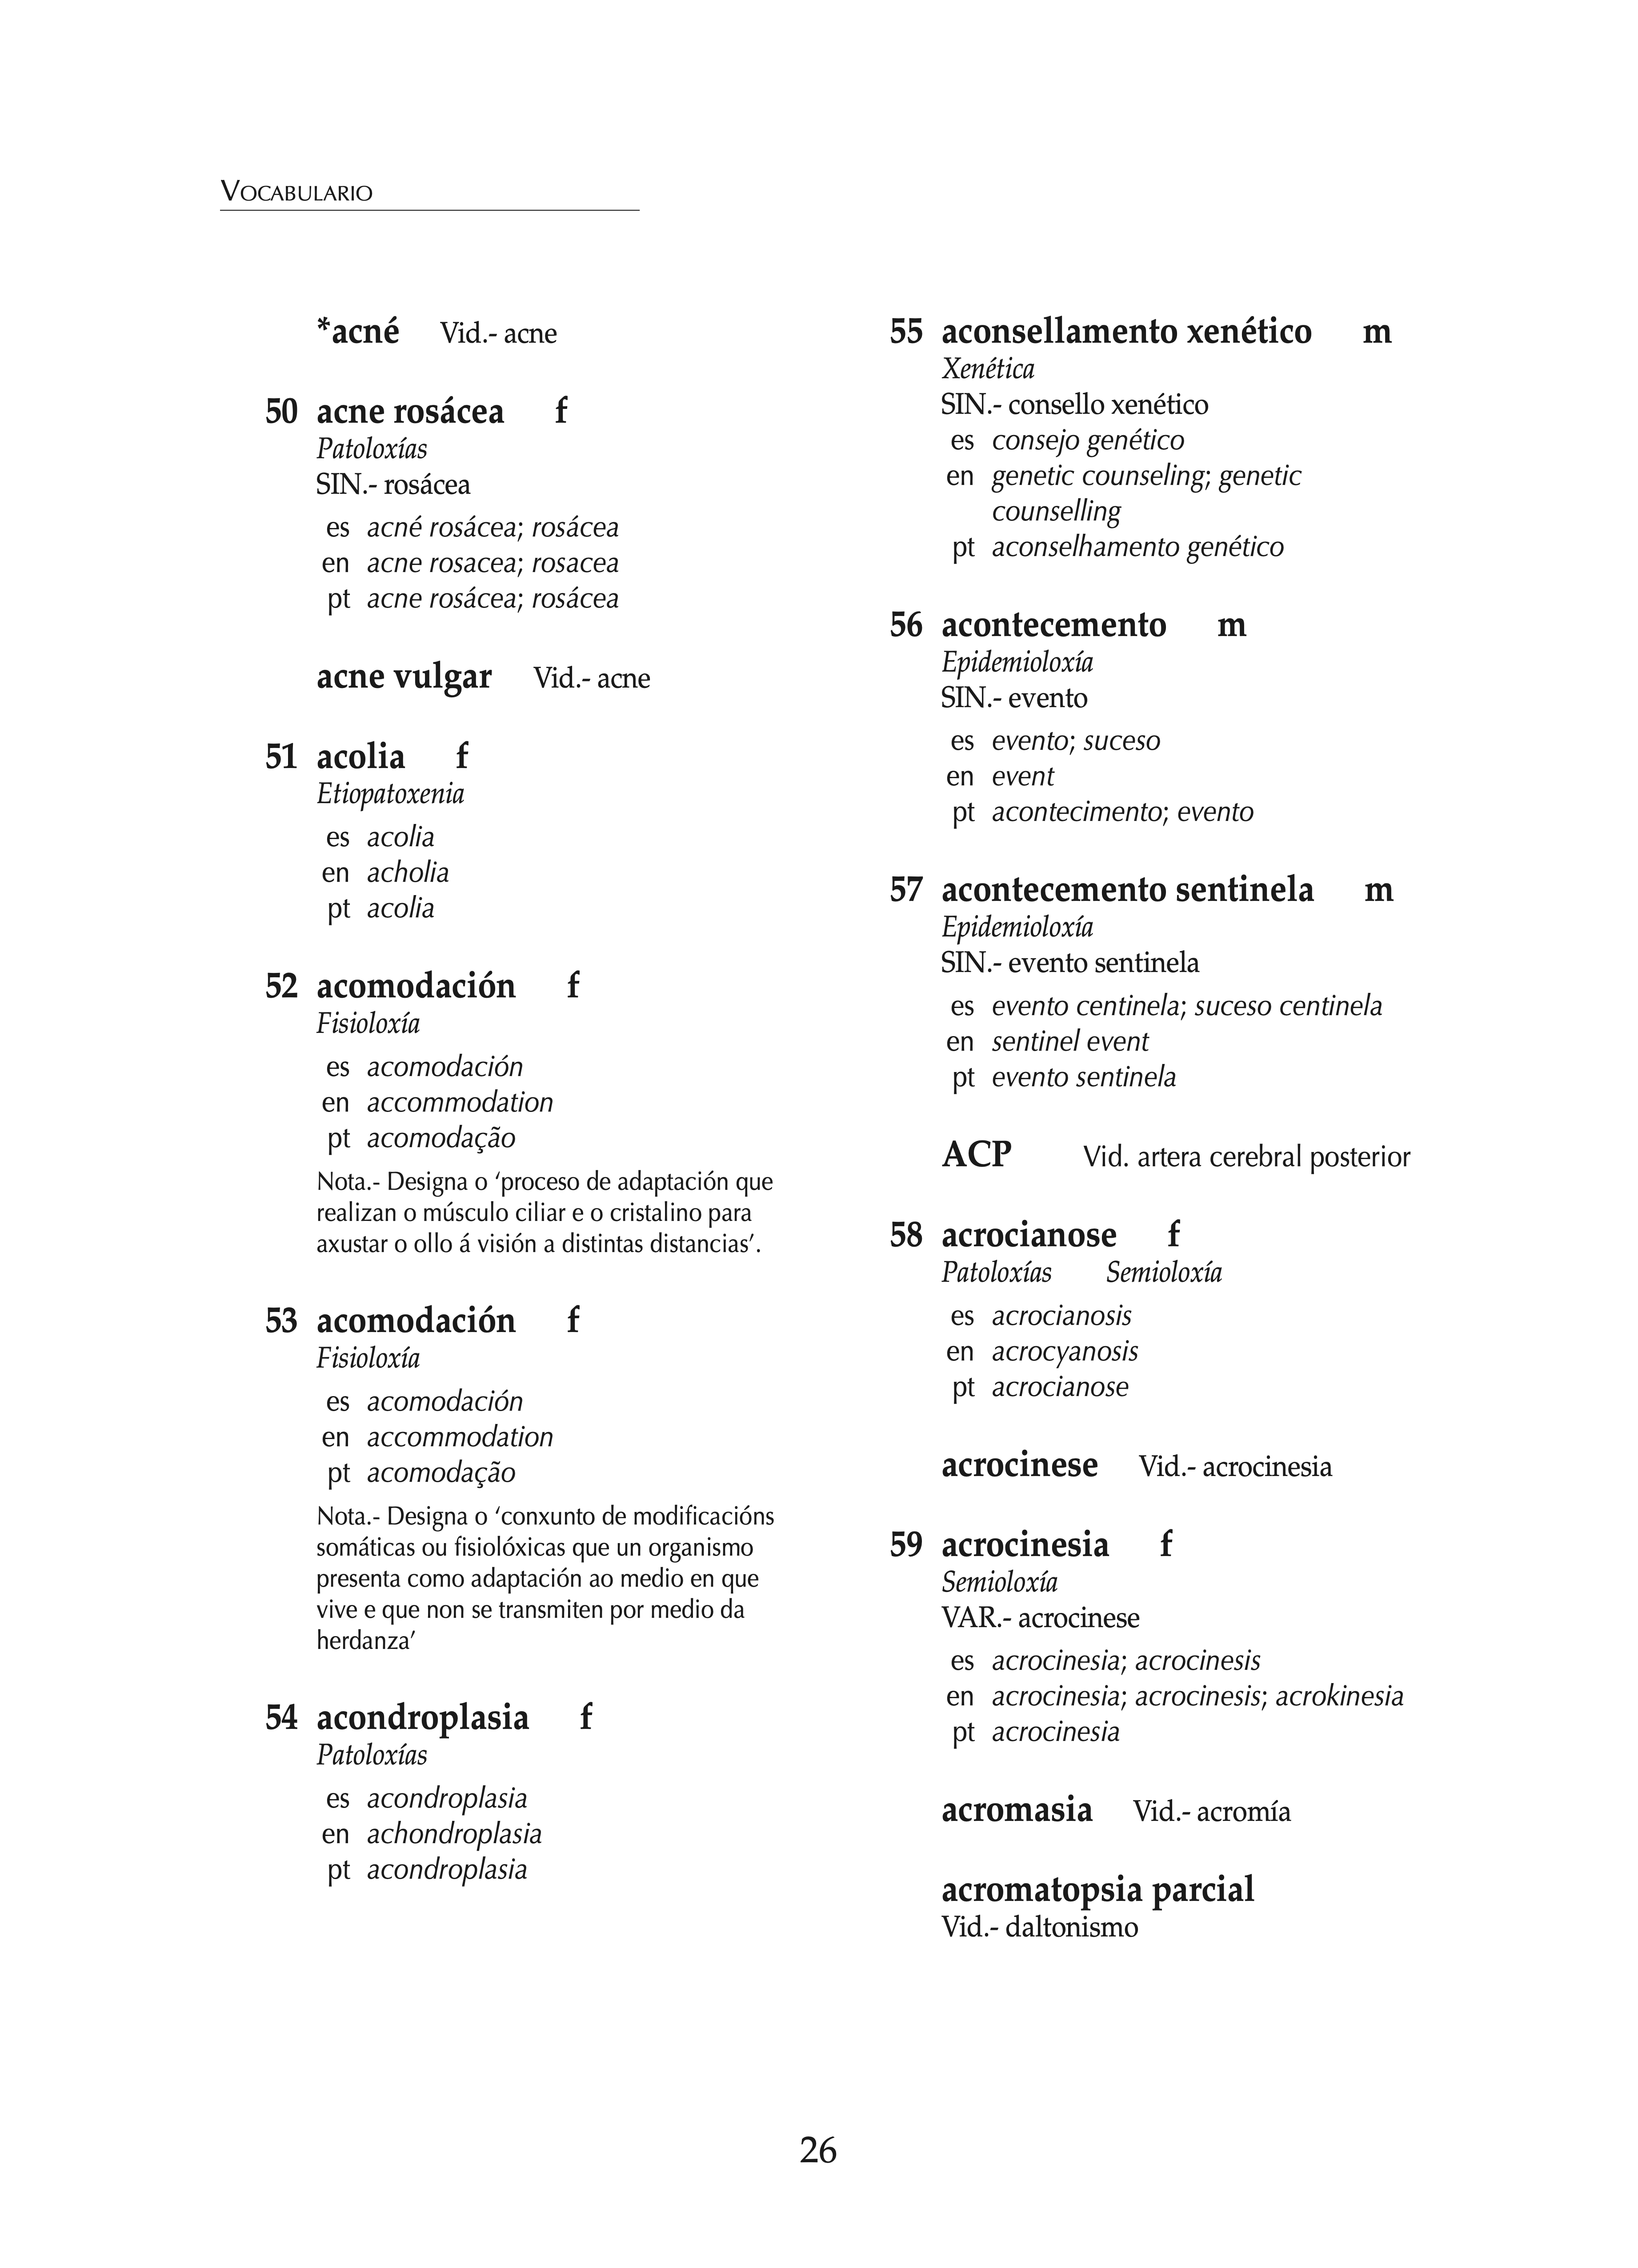 VOCABULARIO
*acné Vid.- acne
50 acne rosácea f
Patoloxías
SIN.- rosácea
es acné rosácea; rosácea
en acne rosacea; rosacea
pt acne rosácea; rosácea
acne vulgar Vid.- acne
51 acolia f
Etiopatoxenia
es acolia
en acholia
pt acolia
52 acomodación f
Fisioloxía
es acomodación
en accommodation
pt acomodação
Nota.- Designa o ‘proceso de adaptación que
realizan o músculo ciliar e o cristalino para
axustar o ollo á visión a distintas distancias’.
53 acomodación f
Fisioloxía
es acomodación
en accommodation
pt acomodação
Nota.- Designa o ‘conxunto de modificacións
somáticas ou fisiolóxicas que un organismo
presenta como adaptación ao medio en que
vive e que non se transmiten por medio da
herdanza’
54 acondroplasia f
Patoloxías
es acondroplasia
en achondroplasia
pt acondroplasia
55 aconsellamento xenético m
Xenética
SIN.- consello xenético
es consejo genético
en genetic counseling; genetic
counselling
pt aconselhamento genético
56 acontecemento m
Epidemioloxía
SIN.- evento
es evento; suceso
en event
pt acontecimento; evento
57 acontecemento sentinela m
Epidemioloxía
SIN.- evento sentinela
es evento centinela; suceso centinela
en sentinel event
pt evento sentinela
ACP Vid. artera cerebral posterior
58 acrocianose f
Patoloxías Semioloxía
es acrocianosis
en acrocyanosis
pt acrocianose
acrocinese Vid.- acrocinesia
59 acrocinesia f
Semioloxía
VAR.- acrocinese
es acrocinesia; acrocinesis
en acrocinesia; acrocinesis; acrokinesia
pt acrocinesia
acromasia Vid.- acromía
acromatopsia parcial
Vid.- daltonismo
26